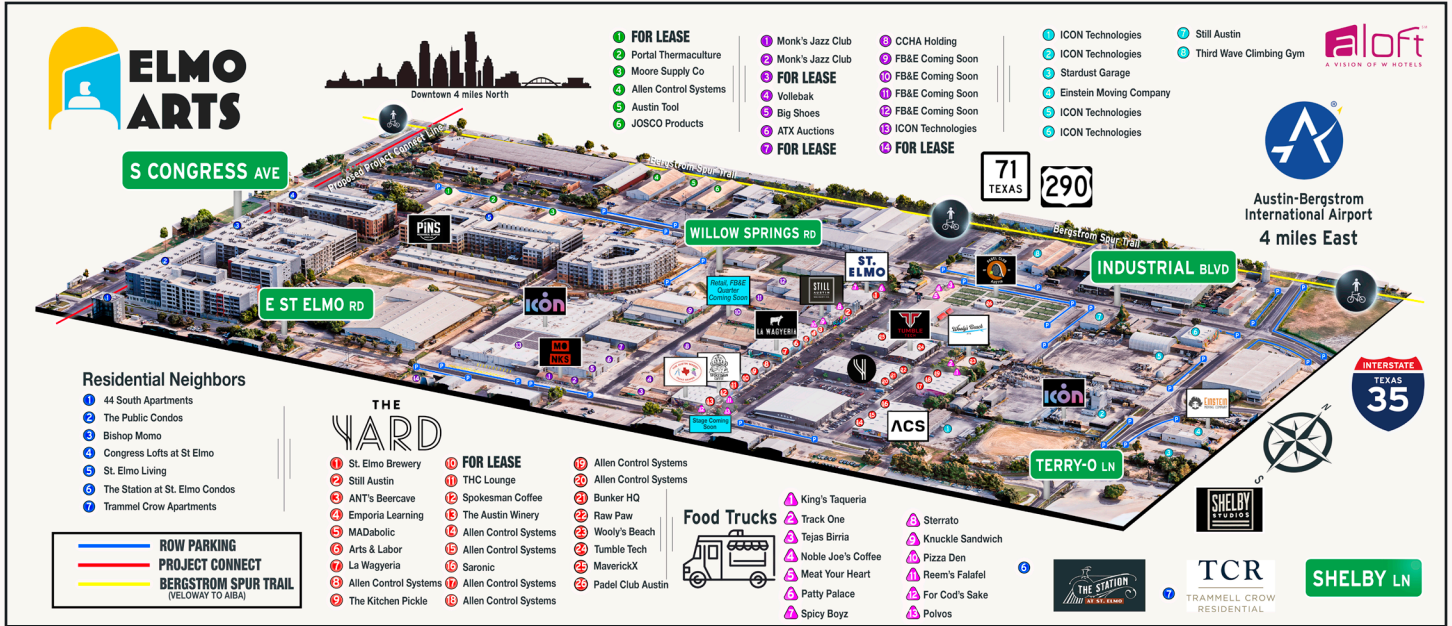 ELMO
ARTS
Downtown 4 miles North
1 FOR LEASE
2 Portal Thermaculture
3 Moore Supply Co
4 Allen Control Systems
5 Austin Tool
6 JOSCO Products
1 Monk's Jazz Club
2 Monk's Jazz Club
3 FOR LEASE
4 Vollebak
5 Big Shoes
6 ATX Auctions
7 FOR LEASE
8 CCHA Holding
9 FB&E Coming Soon
10 FB&E Coming Soon
11 FB&E Coming Soon
12 FB&E Coming Soon
13 ICON Technologies
14 FOR LEASE
1 ICON Technologies
2 ICON Technologies
3 Stardust Garage
4 Einstein Moving Company
5 ICON Technologies
6 ICON Technologies
7 Still Austin
8 Third Wave Climbing Gym
aloft
A VISION OF W HOTELS
Austin-Bergstrom
International Airport
4 miles East
71
TEXAS
290
S CONGRESS AVE
Proposed Project Connect Line
Bergstrom Spur Trail
Bergstrom Spur Trail
WILLOW SPRINGS RD
INDUSTRIAL BLVD
E ST ELMO RD
TERRY-O LN
SHELBY LN
PINS
ICON
MO
NKS
Retail, FB&E
Quarter
Coming Soon
STILL
AUSTIN
ST.
ELMO
LA WAGYERIA
TUMBLE
Wooly's Beach
Stage Coming
Soon
ACS
ICON
EINSTEIN
INTERSTATE
TEXAS
35
N
S
SHELBY
STUDIOS
Residential Neighbors
1 44 South Apartments
2 The Public Condos
3 Bishop Momo
4 Congress Lofts at St Elmo
5 St. Elmo Living
6 The Station at St. Elmo Condos
7 Trammel Crow Apartments
ROW PARKING
PROJECT CONNECT
BERGSTROM SPUR TRAIL
(VELOWAY TO AIBA)
THE
YARD
1 St. Elmo Brewery
2 Still Austin
3 ANT's Beercave
4 Emporia Learning
5 MADabolic
6 Arts & Labor
7 La Wagyeria
8 Allen Control Systems
9 The Kitchen Pickle
10 FOR LEASE
11 THC Lounge
12 Spokesman Coffee
13 The Austin Winery
14 Allen Control Systems
15 Allen Control Systems
16 Saronic
17 Allen Control Systems
18 Allen Control Systems
19 Allen Control Systems
20 Allen Control Systems
21 Bunker HQ
22 Raw Paw
23 Wooly's Beach
24 Tumble Tech
25 MaverickX
26 Padel Club Austin
Food Trucks
1 King's Taqueria
2 Track One
3 Tejas Birria
4 Noble Joe's Coffee
5 Meat Your Heart
6 Patty Palace
7 Spicy Boyz
8 Sterrato
9 Knuckle Sandwich
10 Pizza Den
11 Reem's Falafel
12 For Cod's Sake
13 Polvos
6
THE STATION
AT ST. ELMO
7
TCR
TRAMMELL CROW
RESIDENTIAL